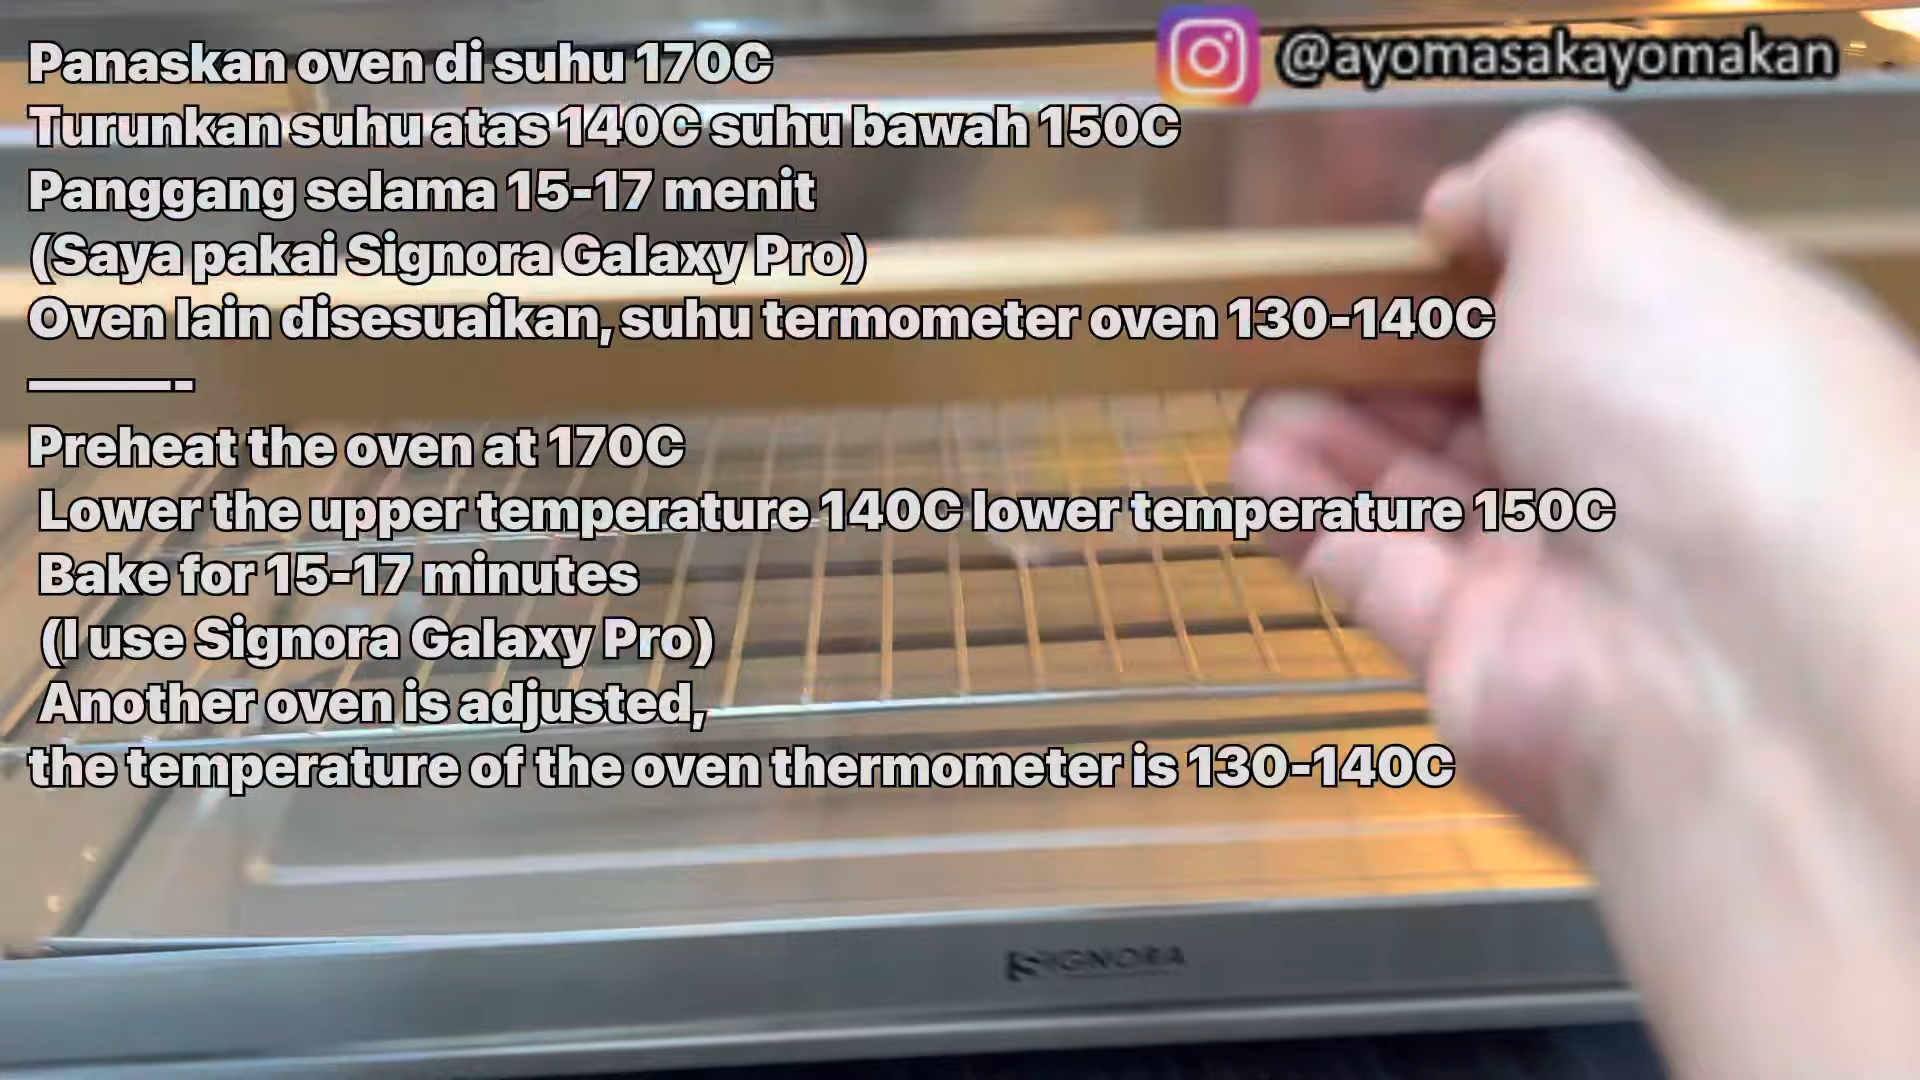 @ayomasakayomakan
Panaskan oven di suhu 170C
Turunkan suhu atas 140C suhu bawah 150C
Panggang selama 15-17 menit
(Saya pakai Signora Galaxy Pro)
Oven lain disesuaikan, suhu termometer oven 130-140C
———-
Preheat the oven at 170C
Lower the upper temperature 140C lower temperature 150C
Bake for 15-17 minutes
(I use Signora Galaxy Pro)
Another oven is adjusted,
the temperature of the oven thermometer is 130-140C
SIGNORA